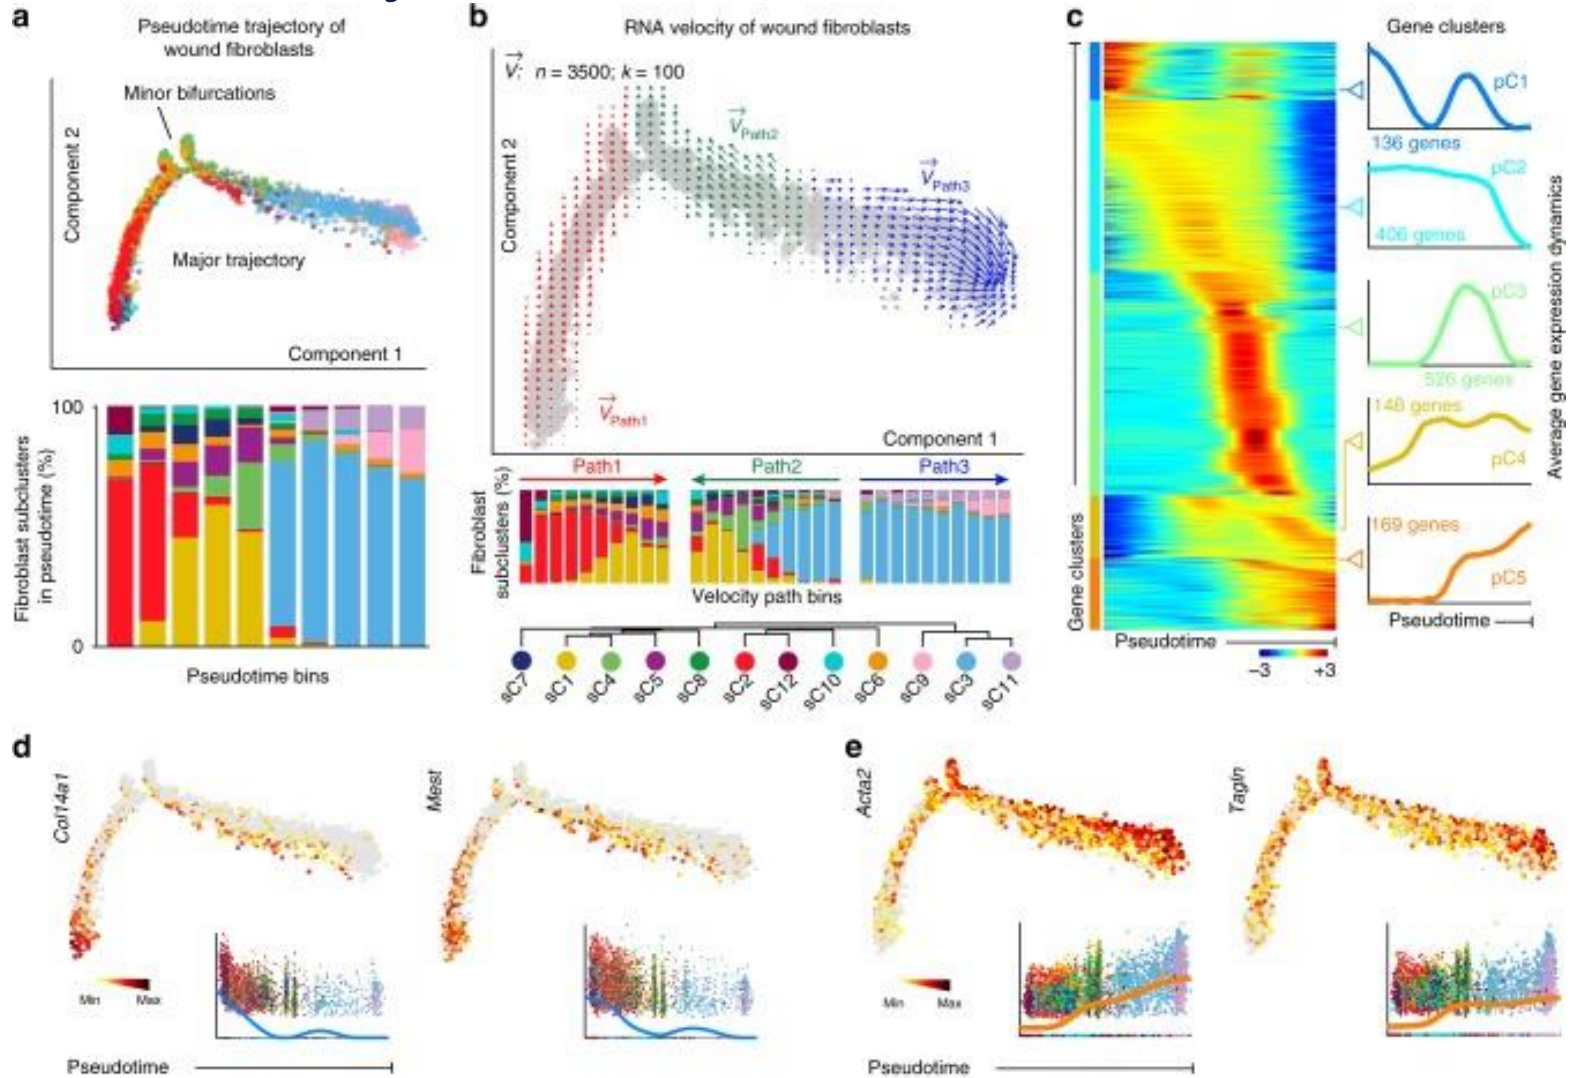 a
Pseudotime trajectory of
wound fibroblasts
Minor bifurcations
Component 2
Major trajectory
Component 1
100
0
Fibroblast subclusters
in pseudotime (%)
Pseudotime bins
b
RNA velocity of wound fibroblasts
V: n = 3500; k = 100
V Path2
V Path3
Component 2
V Path1
Component 1
Path1
Path2
Path3
Fibroblast
subclusters (%)
Velocity path bins
sC7
sC1
sC4
sC5
sC8
sC2
sC12
sC10
sC6
sC9
sC3
sC11
c
Gene clusters
pC1
136 genes
pC2
406 genes
pC3
526 genes
146 genes
pC4
169 genes
pC5
Average gene expression dynamics
Gene clusters
Pseudotime
Pseudotime
−3
+3
d
Col14a1
Mest
Min
Max
Pseudotime
e
Acta2
Tagln
Min
Max
Pseudotime